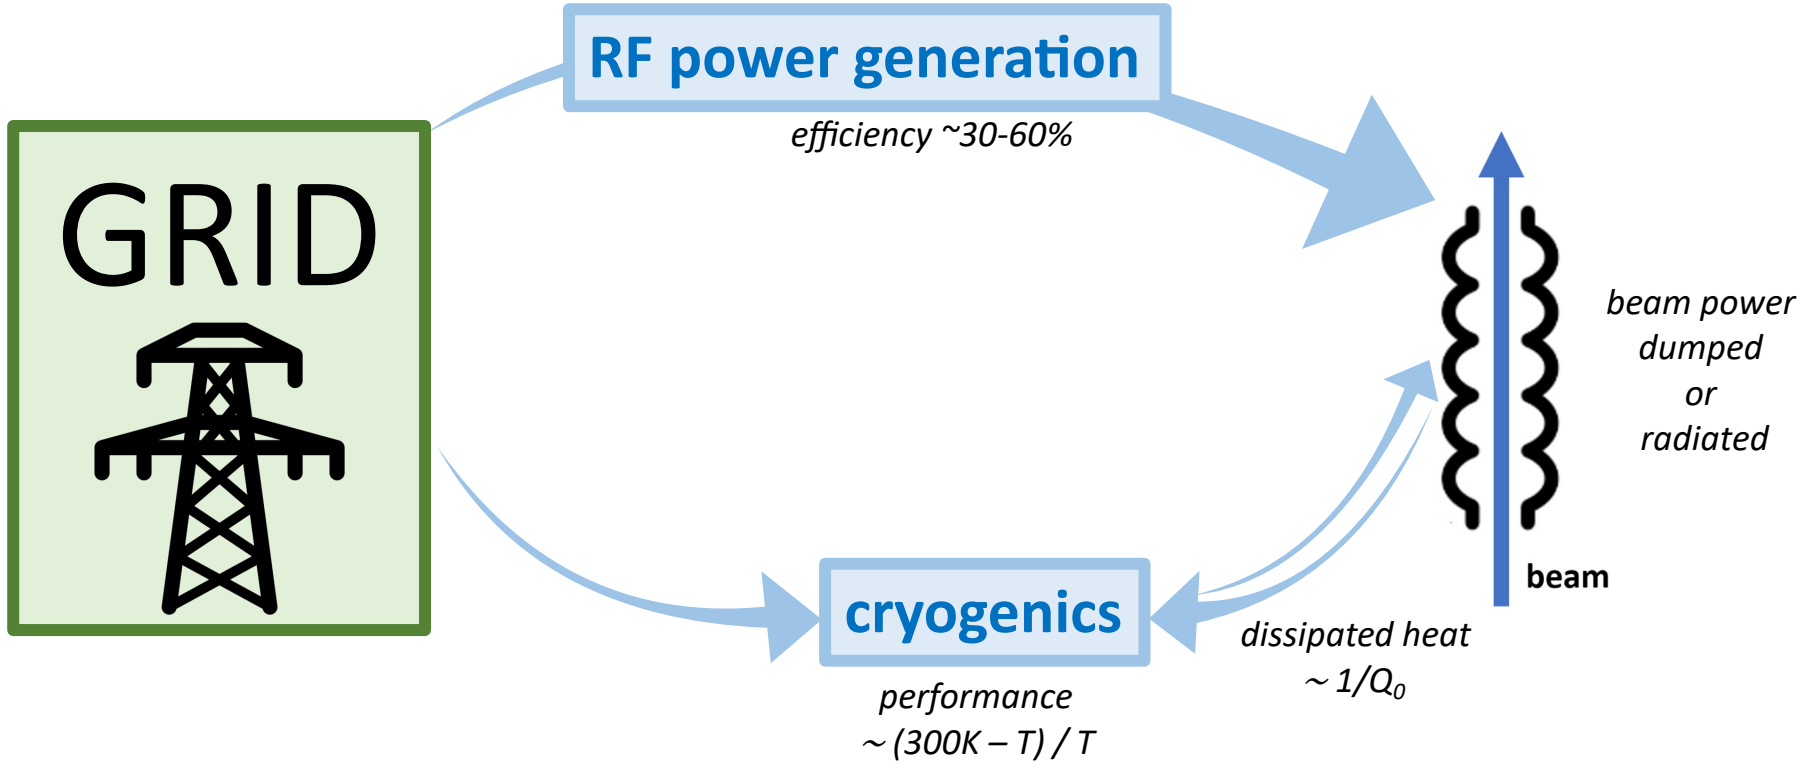 RF power generation
efficiency ~30-60%
GRID
beam power
dumped
or
radiated
beam
cryogenics
dissipated heat
~ 1/Q₀
performance
~ (300K – T) / T